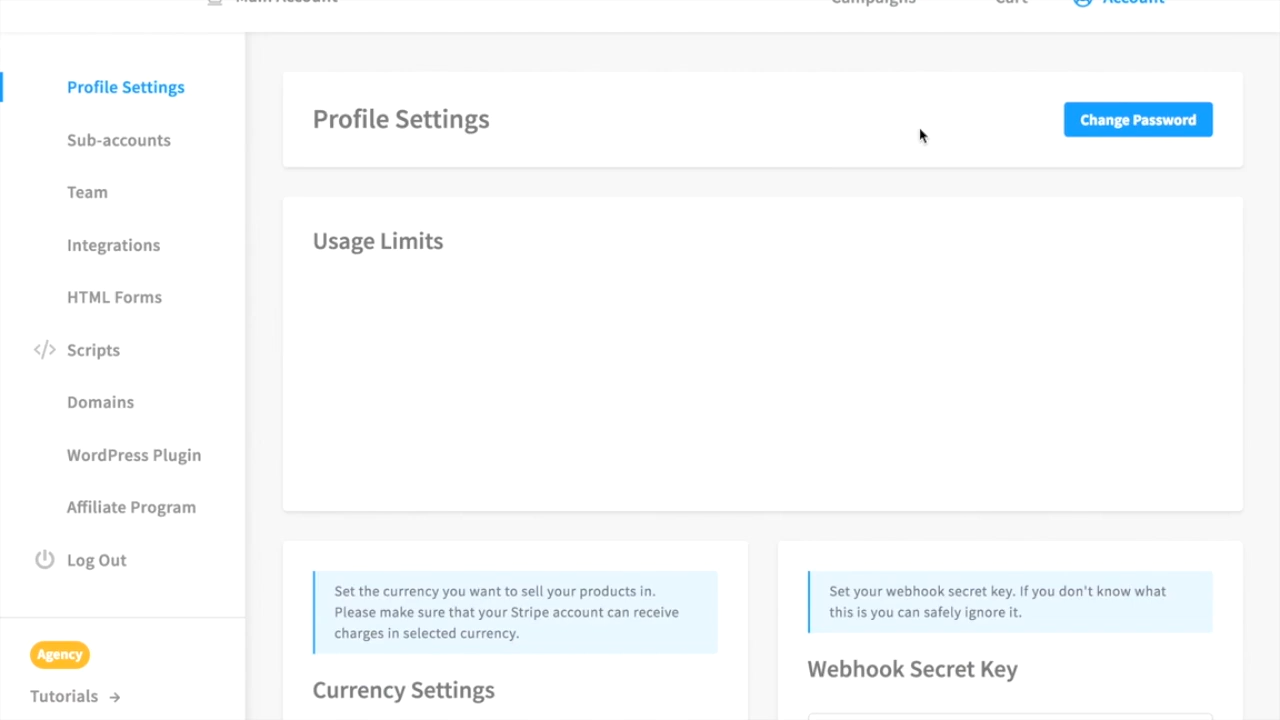 Main Account
Campaigns
Cart
Account
Profile Settings
Sub-accounts
Team
Integrations
HTML Forms
Scripts
Domains
WordPress Plugin
Affiliate Program
Log Out
Agency
Tutorials →
Profile Settings
Change Password
Usage Limits
Set the currency you want to sell your products in.
Please make sure that your Stripe account can receive
charges in selected currency.
Currency Settings
Set your webhook secret key. If you don't know what
this is you can safely ignore it.
Webhook Secret Key